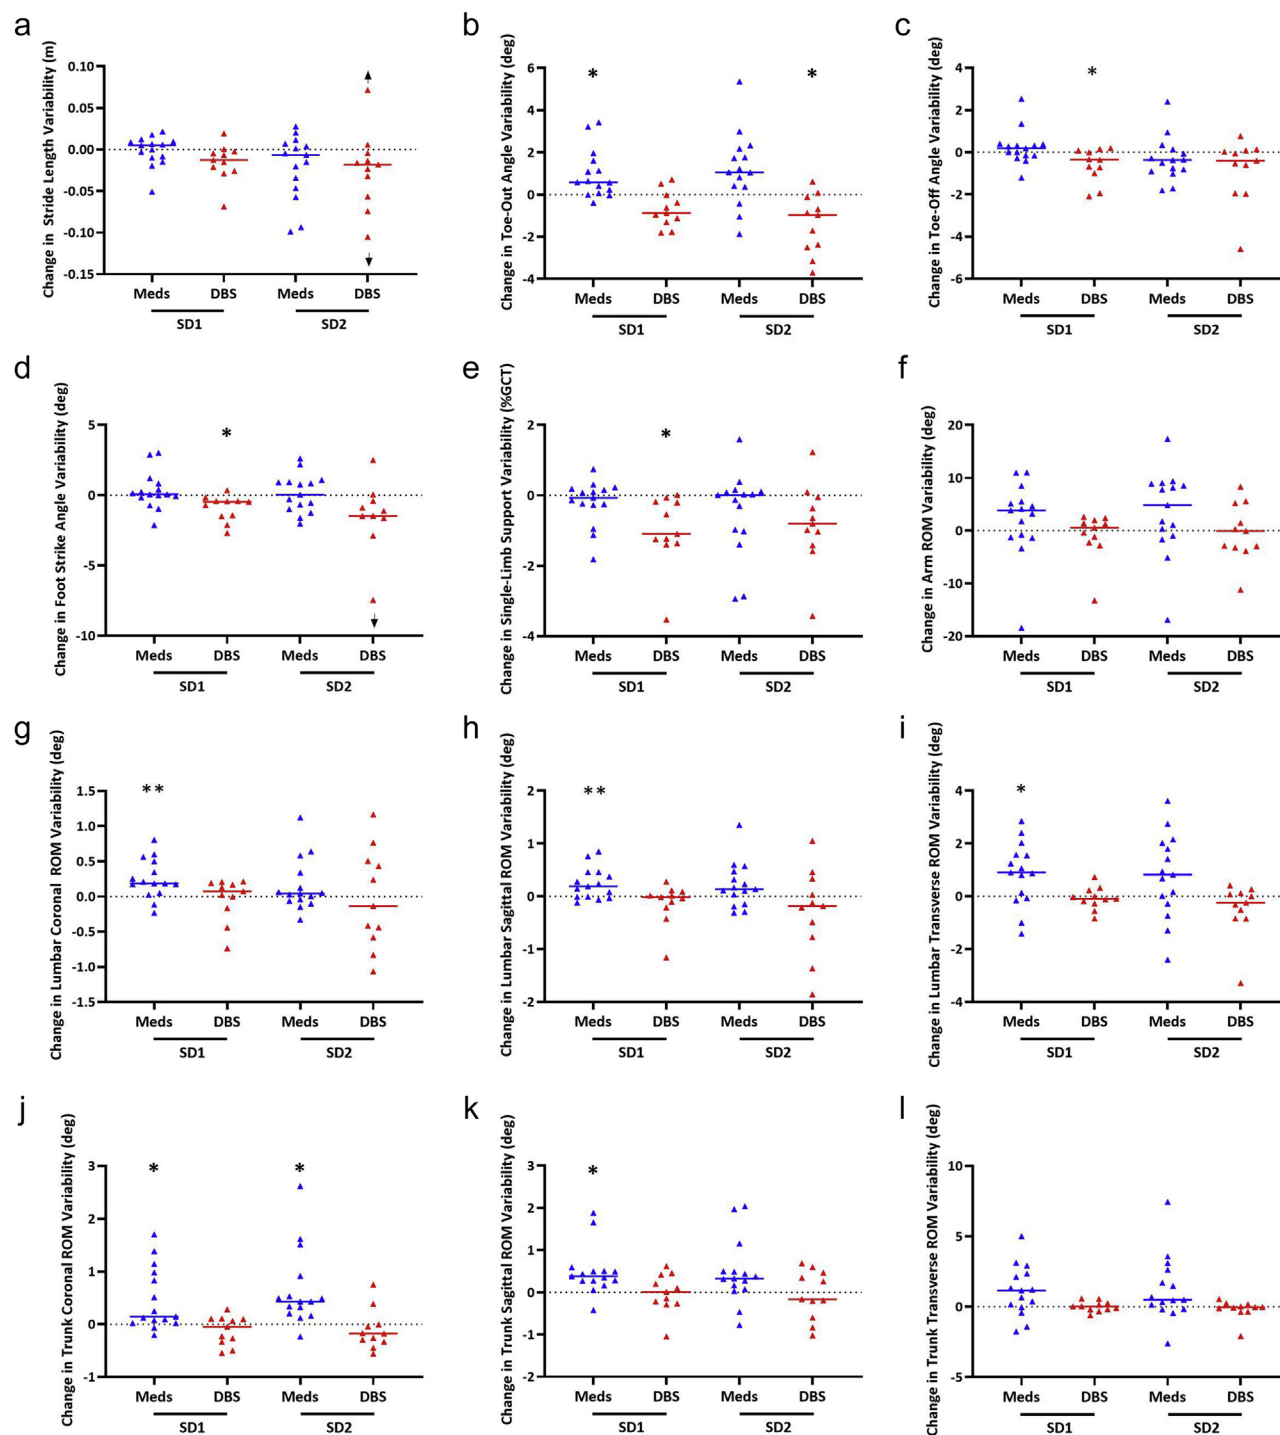 a
Change in Stride Length Variability (m)
0.10
0.05
0.00
-0.05
-0.10
-0.15
Meds DBS Meds DBS
SD1 SD2
b
Change in Toe-Out Angle Variability (deg)
6
4
2
0
-2
-4
* *
Meds DBS Meds DBS
SD1 SD2
c
Change in Toe-Off Angle Variability (deg)
4
2
0
-2
-4
-6
*
Meds DBS Meds DBS
SD1 SD2
d
Change in Foot Strike Angle Variability (deg)
5
0
-5
-10
*
Meds DBS Meds DBS
SD1 SD2
e
Change in Single-Limb Support Variability (%GCT)
2
0
-2
-4
*
Meds DBS Meds DBS
SD1 SD2
f
Change in Arm ROM Variability (deg)
20
10
0
-10
-20
Meds DBS Meds DBS
SD1 SD2
g
Change in Lumbar Coronal ROM Variability (deg)
1.5
1.0
0.5
0.0
-0.5
-1.0
-1.5
**
Meds DBS Meds DBS
SD1 SD2
h
Change in Lumbar Sagittal ROM Variability (deg)
2
1
0
-1
-2
**
Meds DBS Meds DBS
SD1 SD2
i
Change in Lumbar Transverse ROM Variability (deg)
4
2
0
-2
-4
*
Meds DBS Meds DBS
SD1 SD2
j
Change in Trunk Coronal ROM Variability (deg)
3
2
1
0
-1
* *
Meds DBS Meds DBS
SD1 SD2
k
Change in Trunk Sagittal ROM Variability (deg)
3
2
1
0
-1
-2
*
Meds DBS Meds DBS
SD1 SD2
l
Change in Trunk Transverse ROM Variability (deg)
10
5
0
-5
Meds DBS Meds DBS
SD1 SD2